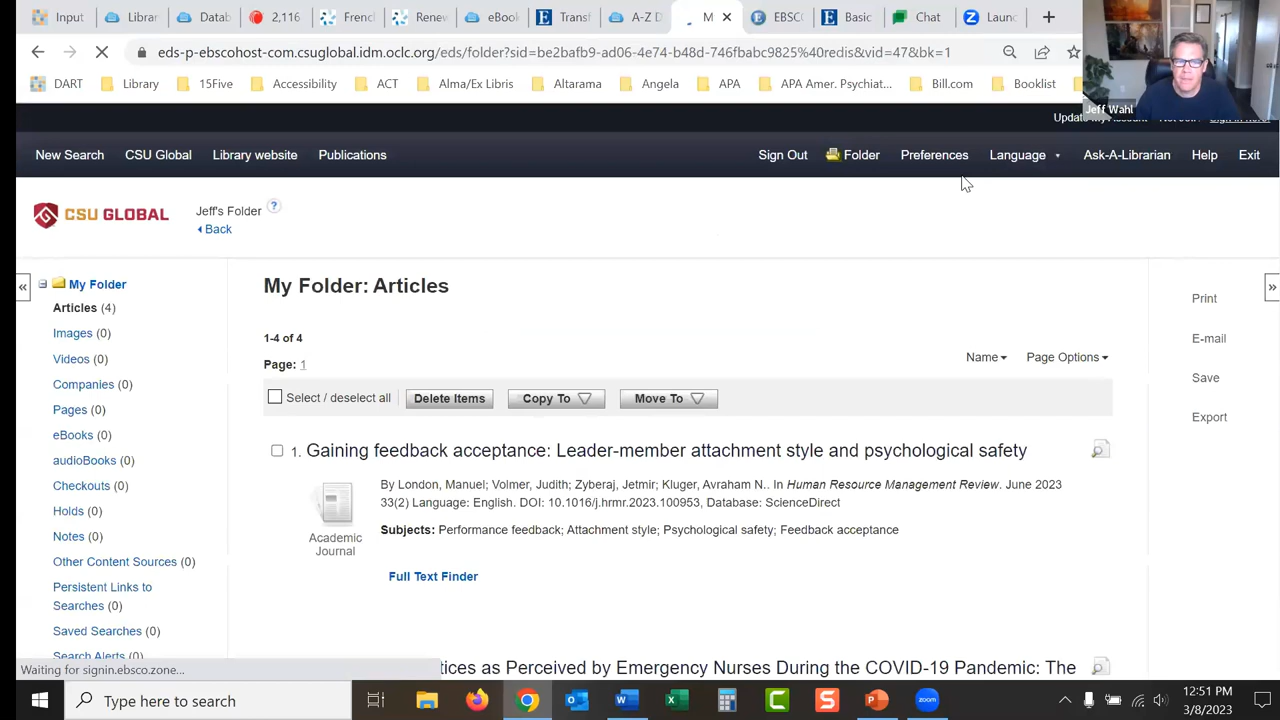 Input
Librar
Datab
2,116
Frenc
Renew
eBook
Transf
A-Z D
M
EBSCO
Basic
Chat
Launc
eds-p-ebscohost-com.csuglobal.idm.oclc.org/eds/folder?sid=be2bafb9-ad06-4e74-b48d-746fbabc9825%40redis&vid=47&bk=1
DART Library 15Five Accessibility ACT Alma/ExLibris Altarama Angela APA APA Amer. Psychiat... Bill.com Booklist
Jeff Wahl
Update My Account
New Search CSU Global Library website Publications Sign Out Folder Preferences Language Ask-A-Librarian Help Exit
CSU GLOBAL
Jeff's Folder ?
Back
My Folder
Articles (4)
Images (0)
Videos (0)
Companies (0)
Pages (0)
eBooks (0)
audioBooks (0)
Checkouts (0)
Holds (0)
Notes (0)
Other Content Sources (0)
Persistent Links to
Searches (0)
Saved Searches (0)
Search Alerts (0)
My Folder: Articles
1-4 of 4
Page: 1
Name Page Options
Select / deselect all Delete Items Copy To Move To
1. Gaining feedback acceptance: Leader-member attachment style and psychological safety
By London, Manuel; Volmer, Judith; Zyberaj, Jetmir; Kluger, Avraham N.. In Human Resource Management Review. June 2023
33(2) Language: English. DOI: 10.1016/j.hrmr.2023.100953, Database: ScienceDirect
Academic
Journal
Subjects: Performance feedback; Attachment style; Psychological safety; Feedback acceptance
Full Text Finder
tices as Perceived by Emergency Nurses During the COVID-19 Pandemic: The
Print
E-mail
Save
Export
Waiting for signin.ebsco.zone...
Type here to search
zoom
12:51 PM
3/8/2023